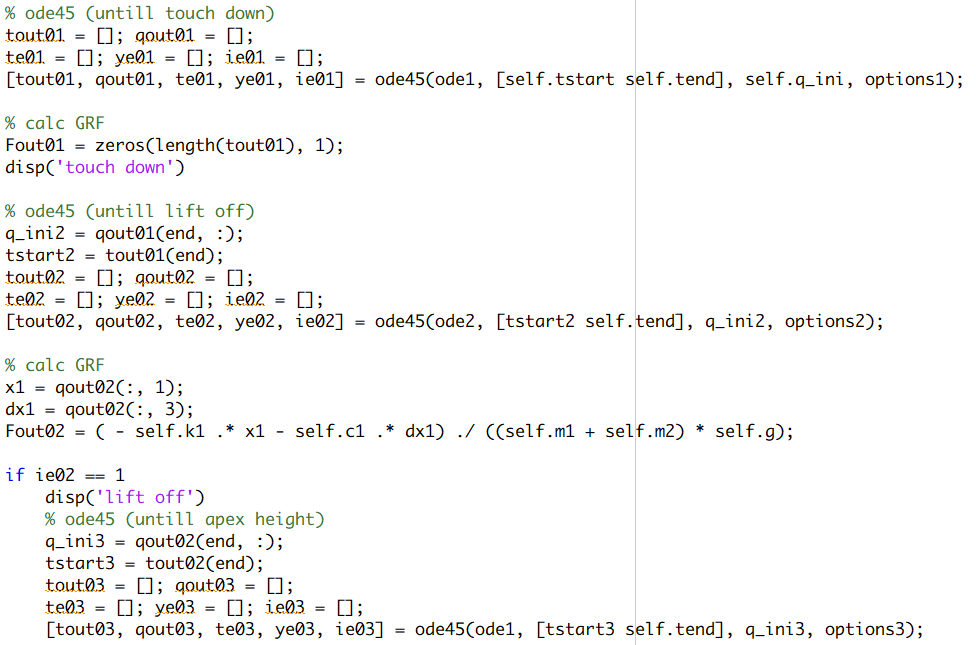 % ode45 (untill touch down)
tout01 = []; qout01 = [];
te01 = []; ye01 = []; ie01 = [];
[tout01, qout01, te01, ye01, ie01] = ode45(ode1, [self.tstart self.tend], self.q_ini, options1);
% calc GRF
Fout01 = zeros(length(tout01), 1);
disp('touch down')
% ode45 (untill lift off)
q_ini2 = qout01(end, :);
tstart2 = tout01(end);
tout02 = []; qout02 = [];
te02 = []; ye02 = []; ie02 = [];
[tout02, qout02, te02, ye02, ie02] = ode45(ode2, [tstart2 self.tend], q_ini2, options2);
% calc GRF
x1 = qout02(:, 1);
dx1 = qout02(:, 3);
Fout02 = ( - self.k1 .* x1 - self.c1 .* dx1) ./ ((self.m1 + self.m2) * self.g);
if ie02 == 1
    disp('lift off')
    % ode45 (untill apex height)
    q_ini3 = qout02(end, :);
    tstart3 = tout02(end);
    tout03 = []; qout03 = [];
    te03 = []; ye03 = []; ie03 = [];
    [tout03, qout03, te03, ye03, ie03] = ode45(ode1, [tstart3 self.tend], q_ini3, options3);